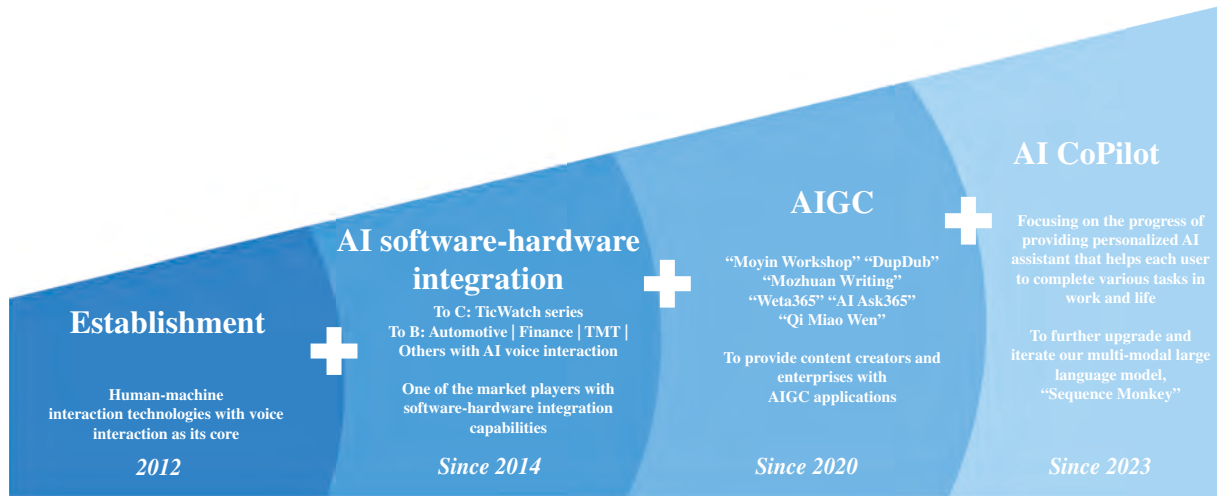 Establishment
Human-machine
interaction technologies with voice
interaction as its core
2012
AI software-hardware
integration
To C: TicWatch series
To B: Automotive | Finance | TMT |
Others with AI voice interaction
One of the market players with
software-hardware integration
capabilities
Since 2014
AIGC
“Moyin Workshop” “DupDub”
“Mozhuan Writing”
“Weta365” “AI Ask365”
“Qi Miao Wen”
To provide content creators and
enterprises with
AIGC applications
Since 2020
AI CoPilot
Focusing on the progress of
providing personalized AI
assistant that helps each user
to complete various tasks in
work and life
To further upgrade and
iterate our multi-modal large
language model,
“Sequence Monkey”
Since 2023